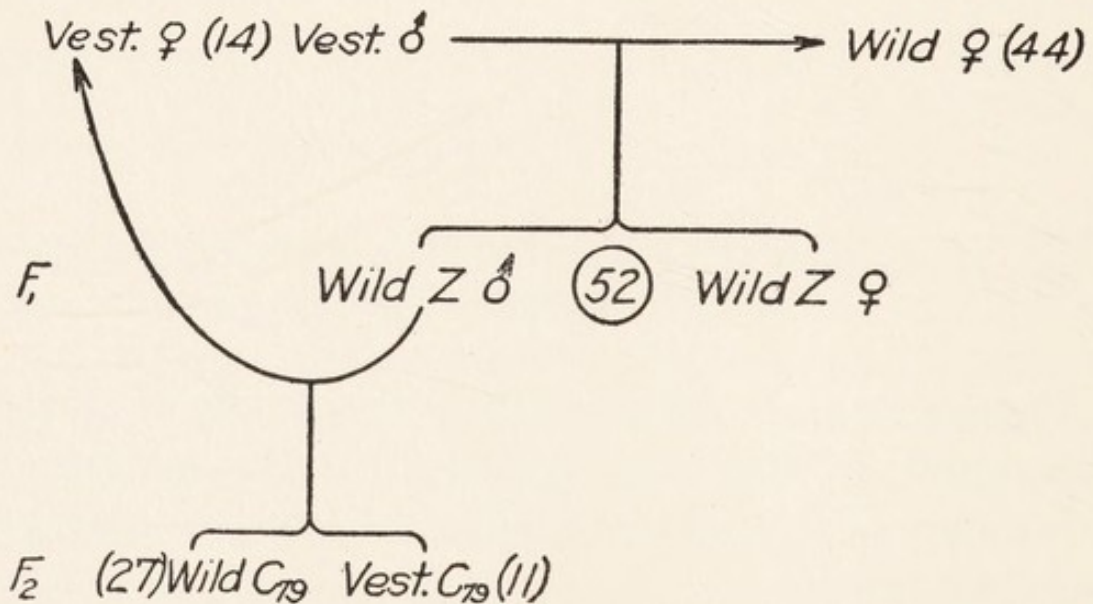 Vest. ♀ (14) Vest. ♂ Wild ♀ (44)
F₁ Wild Z ♂ 52 Wild Z ♀
F₂ (27) Wild C₇₉ Vest. C₇₉ (11)